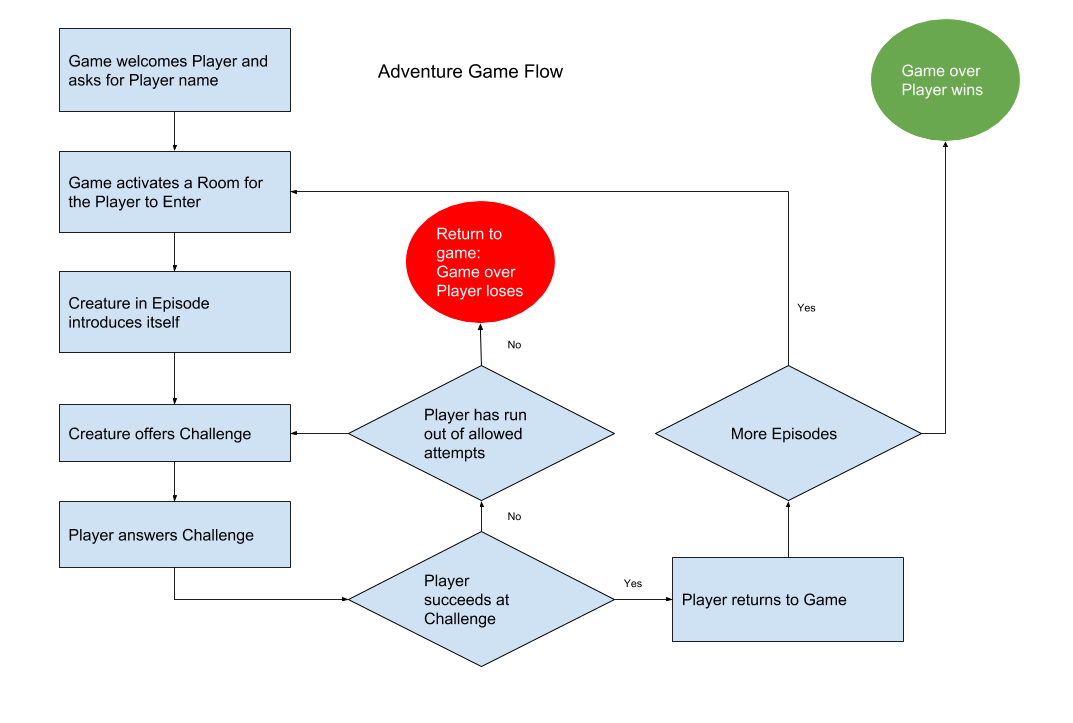 Adventure Game Flow
Game welcomes Player and
asks for Player name
Game activates a Room for
the Player to Enter
Creature in Episode
introduces itself
Creature offers Challenge
Player answers Challenge
Player
succeeds at
Challenge
No
Yes
Player has run
out of allowed
attempts
No
Return to
game:
Game over
Player loses
Player returns to Game
More Episodes
Yes
Game over
Player wins